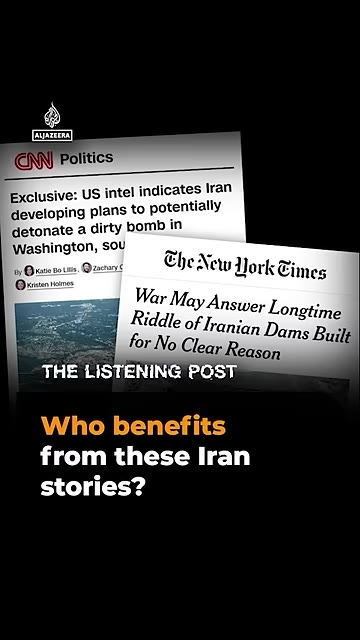 ALJAZEERA
CNN Politics
Exclusive: US intel indicates Iran
developing plans to potentially
detonate a dirty bomb in
Washington,
By Katie Bo Lillis, Zachary
Kristen Holmes
The New York Times
War May Answer Longtime
Riddle of Iranian Dams Built
for No Clear Reason
THE LISTENING POST
Who benefits
from these Iran
stories?